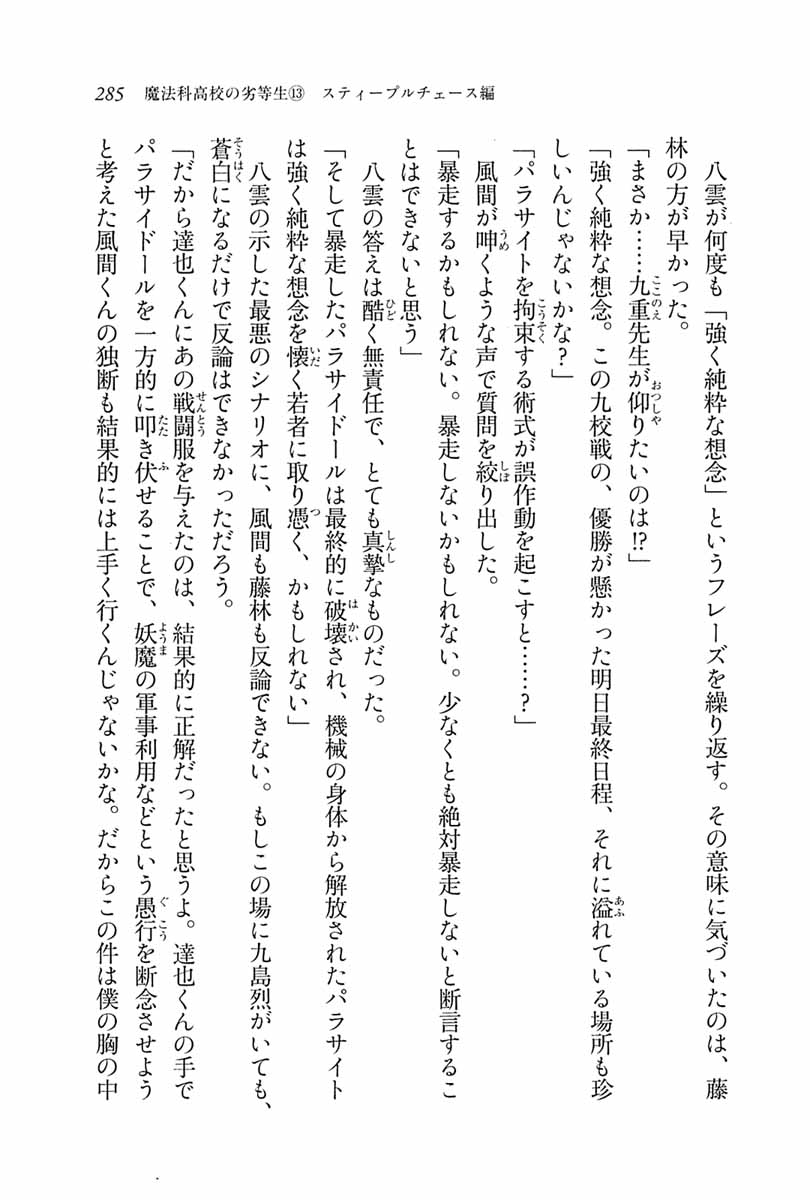 285 魔法科高校の劣等生⑬ スティープルチェース編
　八雲が何度も「強く純粋な想念」というフレーズを繰り返す。その意味に気づいたのは、藤
林の方が早かった。
「まさか……九重先生が仰りたいのは!?」
「強く純粋な想念。この九校戦の、優勝が懸かった明日最終日程、それに溢れている場所も珍
しいんじゃないかな?」
「パラサイトを拘束する術式が誤作動を起こすと……?」
　風間が呻くような声で質問を絞り出した。
「暴走するかもしれない。暴走しないかもしれない。少なくとも絶対暴走しないと断言するこ
とはできないと思う」
　八雲の答えは酷く無責任で、とても真摯なものだった。
「そして暴走したパラサイドールは最終的に破壊され、機械の身体から解放されたパラサイト
は強く純粋な想念を懐く若者に取り憑く、かもしれない」
　八雲の示した最悪のシナリオに、風間も藤林も反論できない。もしこの場に九島烈がいても、
蒼白になるだけで反論はできなかっただろう。
「だから達也くんにあの戦闘服を与えたのは、結果的に正解だったと思うよ。達也くんの手で
パラサイドールを一方的に叩き伏せることで、妖魔の軍事利用などという愚行を断念させよう
と考えた風間くんの独断も結果的には上手く行くんじゃないかな。だからこの件は僕の胸の中